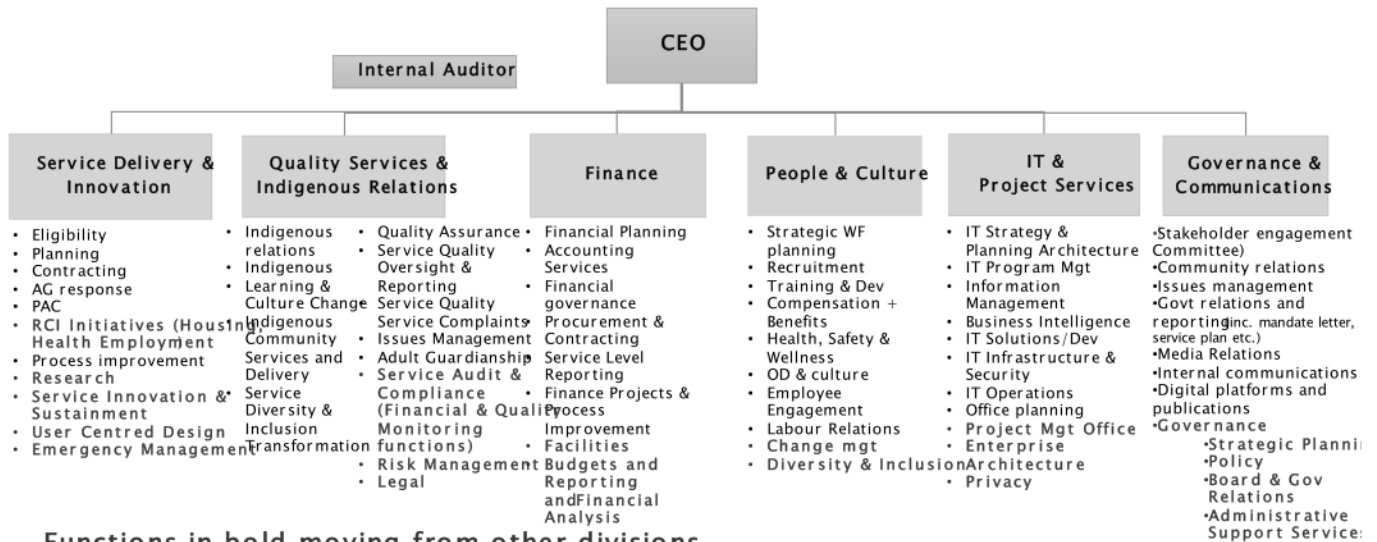 CEO
Internal Auditor
Service Delivery &
Innovation
Quality Services &
Indigenous Relations
Finance
People & Culture
IT &
Project Services
Governance &
Communications
• Eligibility
• Planning
• Contracting
• AG response
• PAC
• RCI Initiatives (Housing,
Health Employment)
• Process improvement
• Research
• Service Innovation &
Sustainment
• User Centred Design
• Emergency Management
• Indigenous
relations
• Indigenous
• Learning &
Culture Change
• Indigenous
Community
Services and
Delivery
• Service
Diversity &
Inclusion
Transformation
• Quality Assurance
• Service Quality
Oversight &
Reporting
• Service Quality
Service Complaints
• Issues Management
• Adult Guardianship
• Service Audit &
Compliance
(Financial & Quality
Monitoring
functions)
• Risk Management
• Legal
• Financial Planning
• Accounting
Services
• Financial
governance
• Procurement &
Contracting
• Service Level
Reporting
• Finance Projects &
Process
Improvement
• Facilities
• Budgets and
Reporting
andFinancial
Analysis
• Strategic WF
planning
• Recruitment
• Training & Dev
• Compensation +
Benefits
• Health, Safety &
Wellness
• OD & culture
• Employee
Engagement
• Labour Relations
• Change mgt
• Diversity & Inclusion
• IT Strategy &
Planning Architecture
• IT Program Mgt
• Information
Management
• Business Intelligence
• IT Solutions/Dev
• IT Infrastructure &
Security
• IT Operations
• Office planning
• Project Mgt Office
• Enterprise
Architecture
• Privacy
•Stakeholder engagement
Committee)
•Community relations
•Issues management
•Govt relations and
reporting(inc. mandate letter,
service plan etc.)
•Media Relations
•Internal communications
•Digital platforms and
publications
•Governance
•Strategic
•Policy
•Board & Gov
Relations
•Administrative
Support Services
Functions in bold moving from other divisions